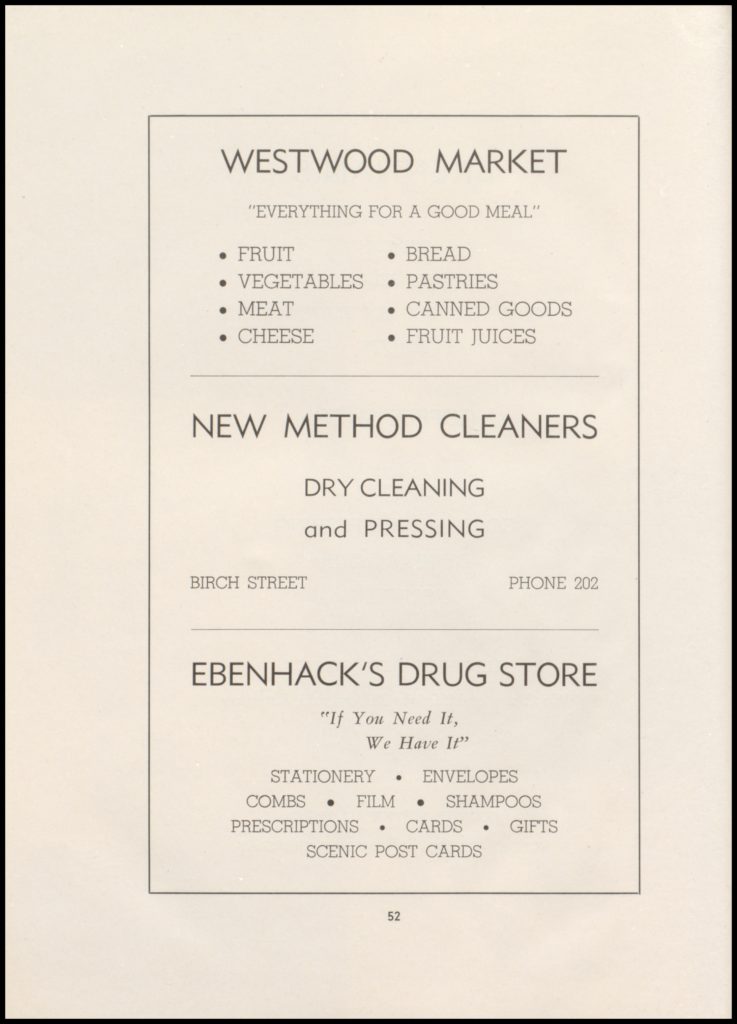 WESTWOOD MARKET
"EVERYTHING FOR A GOOD MEAL"
• FRUIT • BREAD
• VEGETABLES • PASTRIES
• MEAT • CANNED GOODS
• CHEESE • FRUIT JUICES
NEW METHOD CLEANERS
DRY CLEANING
and PRESSING
BIRCH STREET PHONE 202
EBENHACK'S DRUG STORE
"If You Need It,
We Have It"
STATIONERY • ENVELOPES
COMBS • FILM • SHAMPOOS
PRESCRIPTIONS • CARDS • GIFTS
SCENIC POST CARDS
52